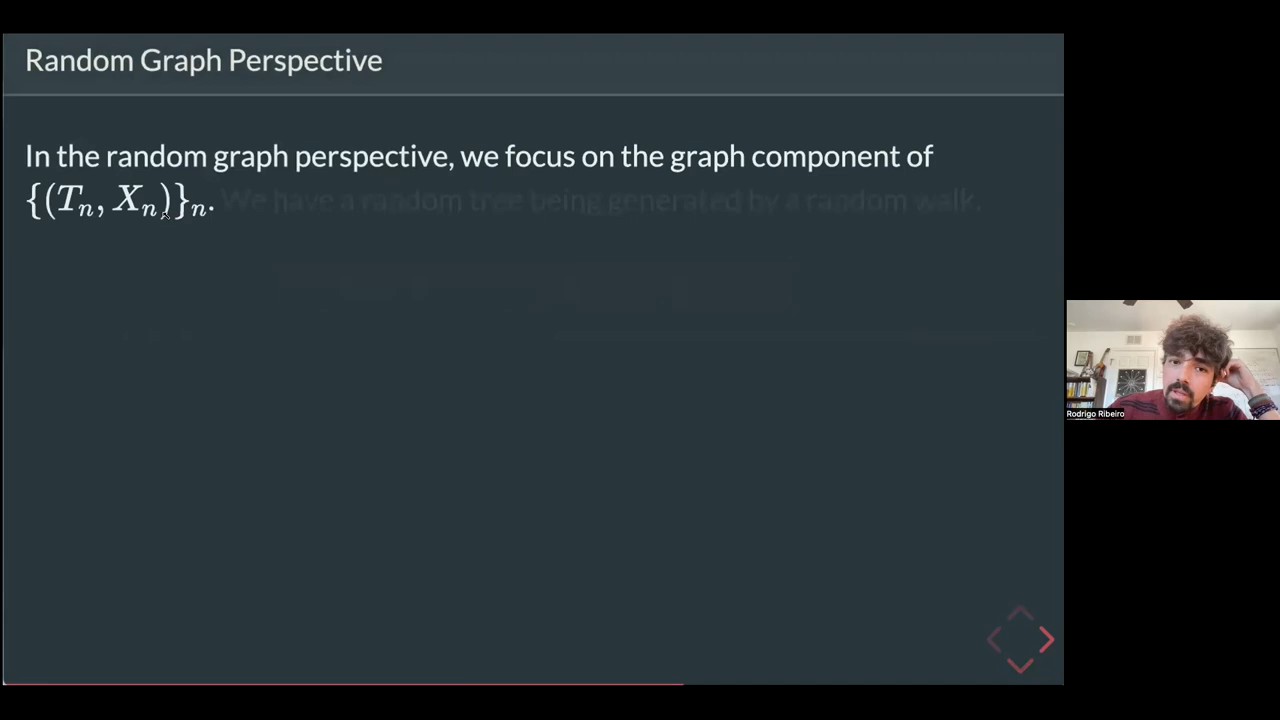 Random Graph Perspective
In the random graph perspective, we focus on the graph component of
{(Tₙ, Xₙ)}ₙ. We have a random tree being generated by a random walk.
Rodrigo Ribeiro